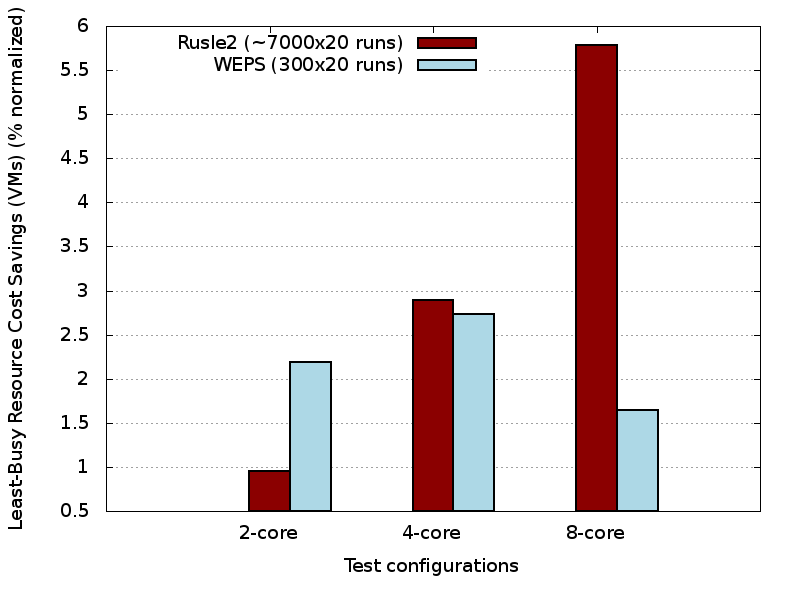 Least-Busy Resource Cost Savings (VMs) (% normalized)
6
5.5
5
4.5
4
3.5
3
2.5
2
1.5
1
0.5
Rusle2 (~7000x20 runs)
WEPS (300x20 runs)
2-core
4-core
8-core
Test configurations